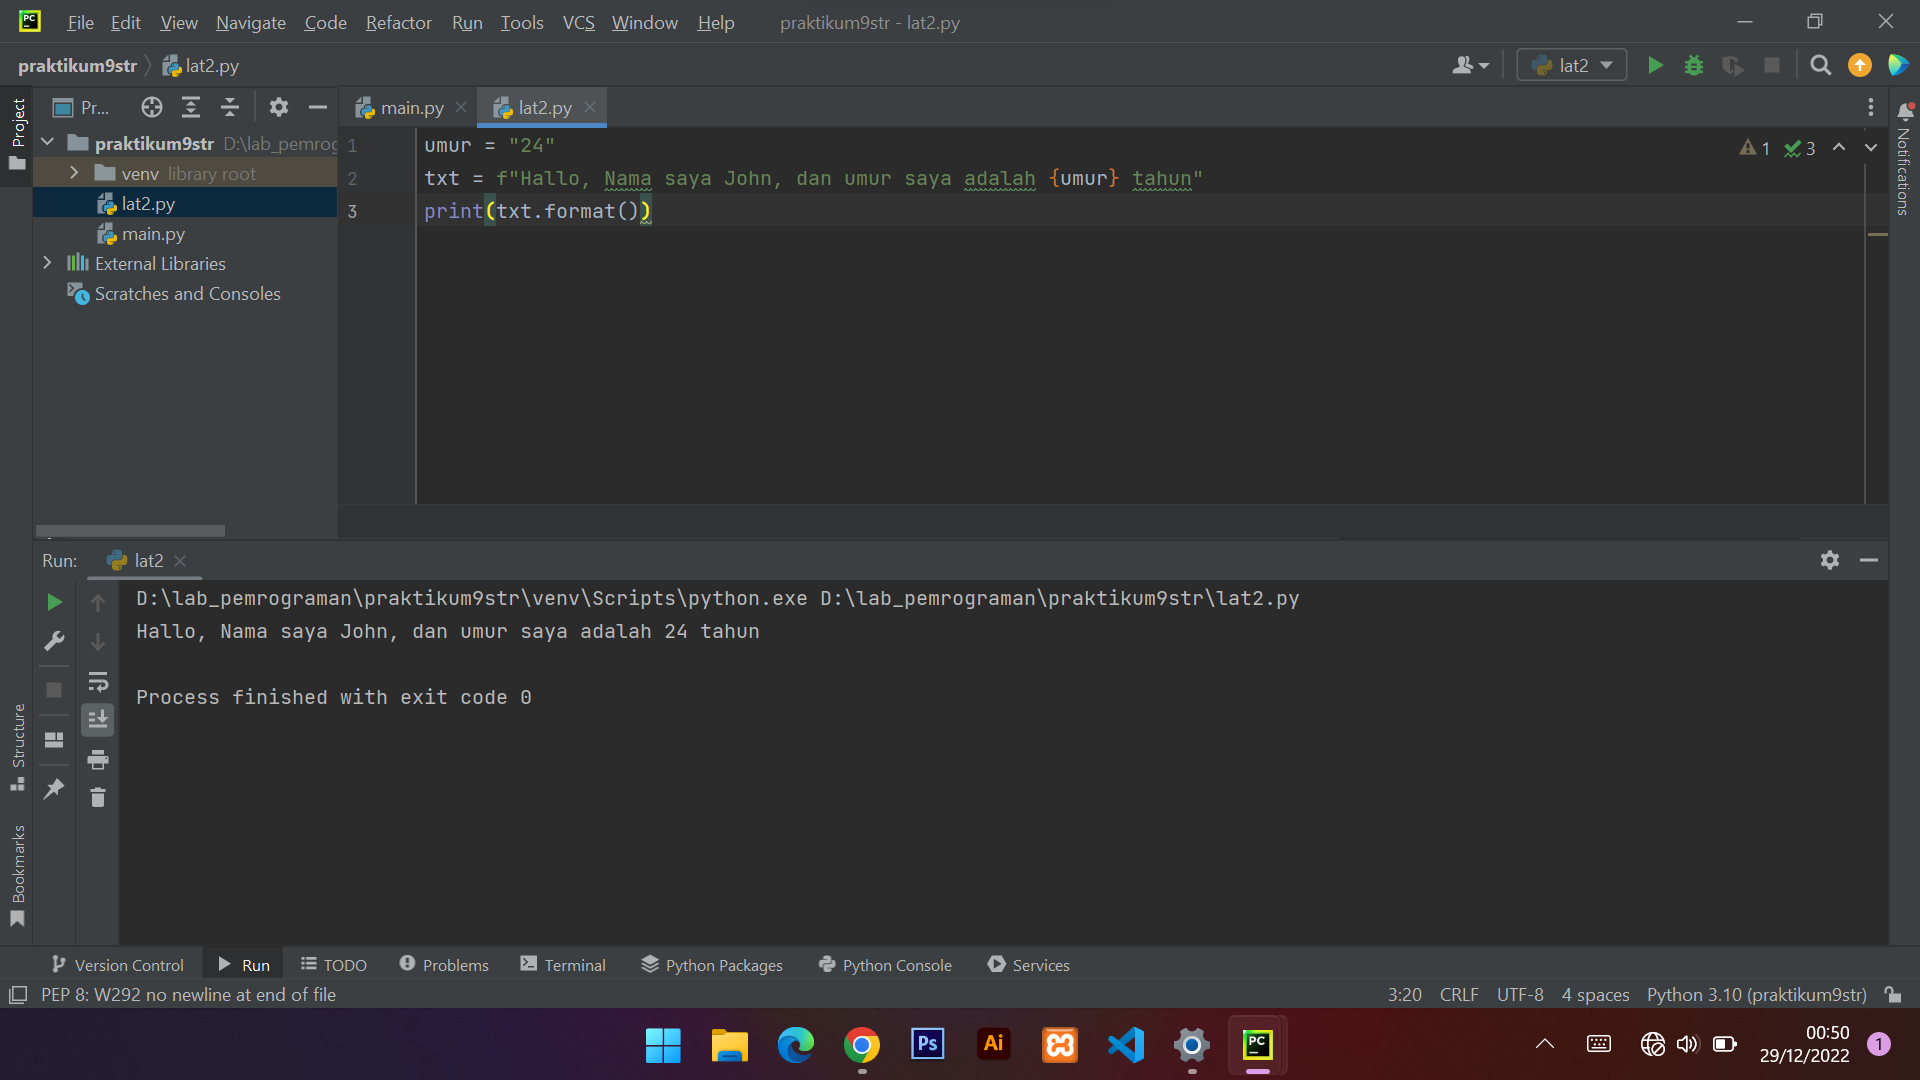 File Edit View Navigate Code Refactor Run Tools VCS Window Help praktikum9str - lat2.py
praktikum9str lat2.py lat2
Project
Pr...
main.py lat2.py
praktikum9str D:\lab_pemrog
venv library root
lat2.py
main.py
External Libraries
Scratches and Consoles
1 umur = "24"
2 txt = f"Hallo, Nama saya John, dan umur saya adalah {umur} tahun"
3 print(txt.format())
1 3
Notifications
Run: lat2
D:\lab_pemrograman\praktikum9str\venv\Scripts\python.exe D:\lab_pemrograman\praktikum9str\lat2.py
Hallo, Nama saya John, dan umur saya adalah 24 tahun
Process finished with exit code 0
Structure
Bookmarks
Version Control Run TODO Problems Terminal Python Packages Python Console Services
PEP 8: W292 no newline at end of file 3:20 CRLF UTF-8 4 spaces Python 3.10 (praktikum9str)
Ps Ai PC
00:50
29/12/2022
1